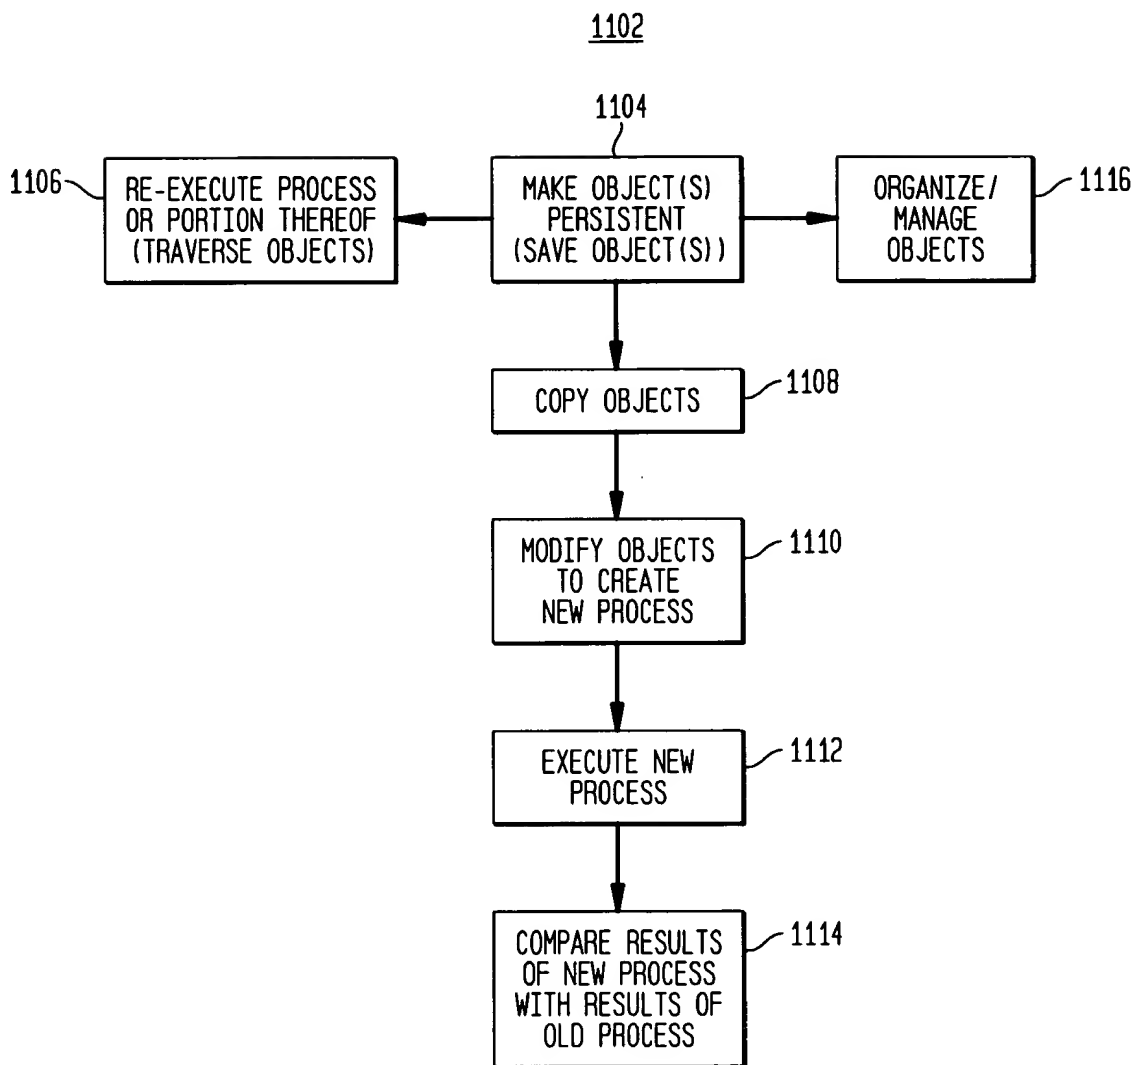 1102
1104
1106
RE-EXECUTE PROCESS
OR PORTION THEREOF
(TRAVERSE OBJECTS)
MAKE OBJECT(S)
PERSISTENT
(SAVE OBJECT(S))
ORGANIZE/
MANAGE
OBJECTS
1116
COPY OBJECTS
1108
MODIFY OBJECTS
TO CREATE
NEW PROCESS
1110
EXECUTE NEW
PROCESS
1112
COMPARE RESULTS
OF NEW PROCESS
WITH RESULTS OF
OLD PROCESS
1114